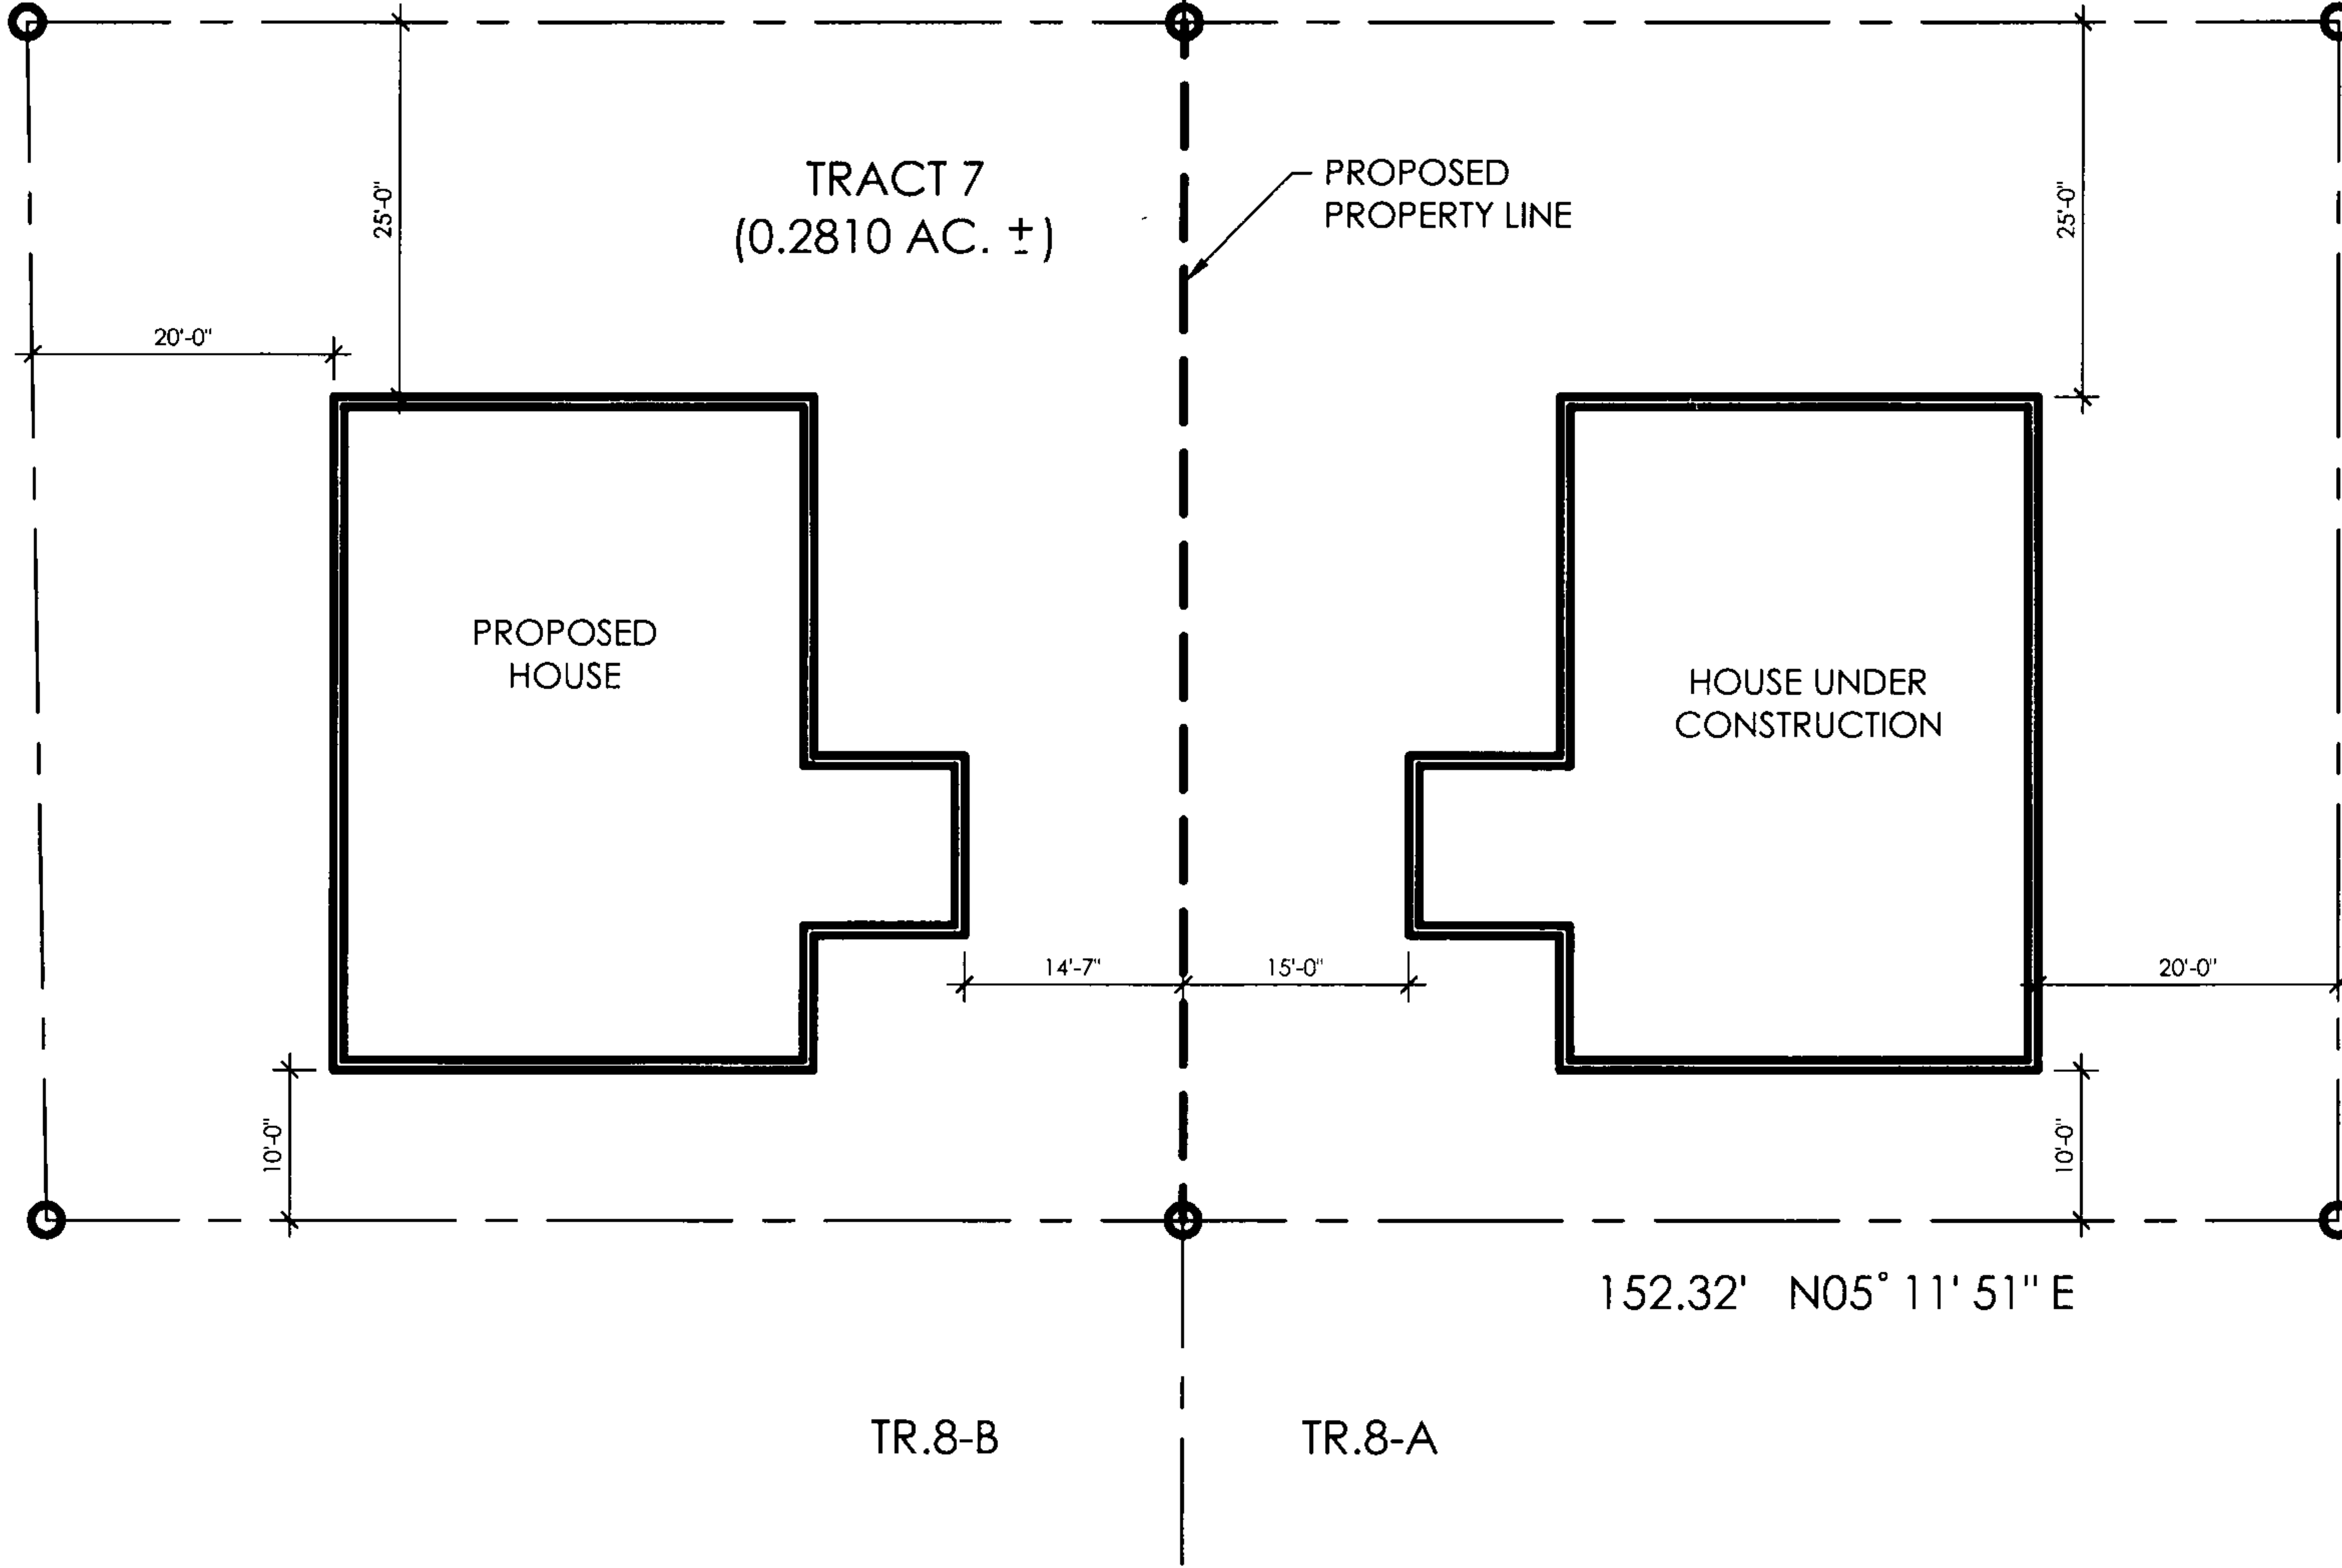 TRACT 7
(0.2810 AC. ±)
PROPOSED
PROPERTY LINE
25'-0"
25'-0"
20'-0"
PROPOSED
HOUSE
HOUSE UNDER
CONSTRUCTION
14'-7"
15'-0"
20'-0"
10'-0"
10'-0"
152.32' N05° 11' 51" E
TR.8-B
TR.8-A